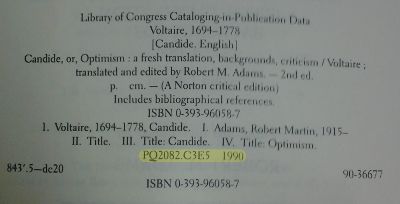 Library of Congress Cataloging-in-Publication Data
Voltaire, 1694–1778
[Candide. English]
Candide, or, Optimism : a fresh translation, backgrounds, criticism / Voltaire ;
translated and edited by Robert M. Adams. — 2nd ed.
p. cm. — (A Norton critical edition)
Includes bibliographical references.
ISBN 0-393-96058-7
1. Voltaire, 1694–1778, Candide. I. Adams, Robert Martin, 1915–
II. Title. III. Title: Candide. IV. Title: Optimism.
PQ2082.C3E5 1990
843'.5—dc20 90-36677
ISBN 0-393-96058-7